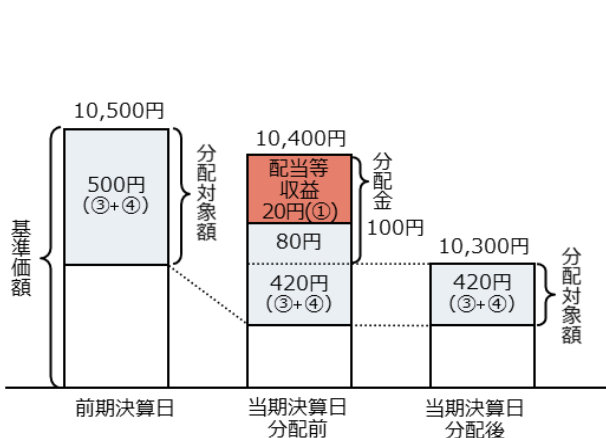 10,500円
500円
(③+④)
分配対象額
基準価額
前期決算日
10,400円
配当等
収益
20円(①)
80円
420円
(③+④)
分配金
100円
当期決算日
分配前
10,300円
420円
(③+④)
分配対象額
当期決算日
分配後